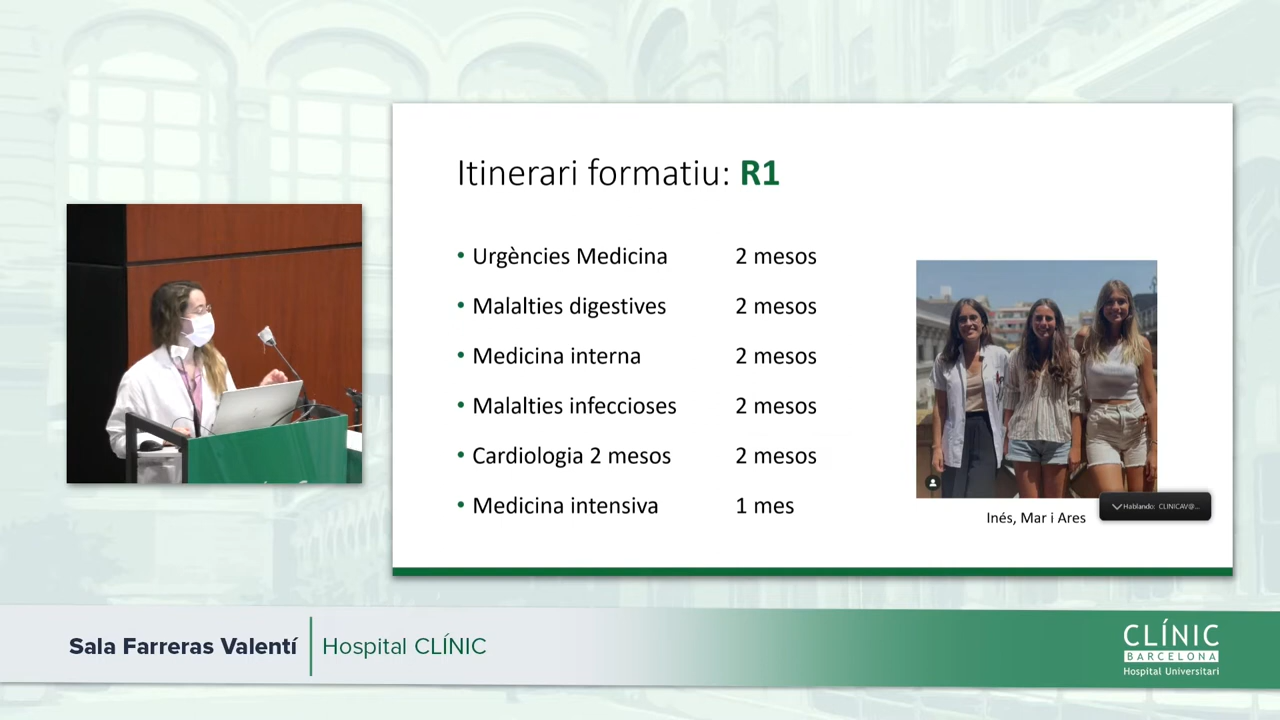 Itinerari formatiu: R1
• Urgències Medicina 2 mesos
• Malalties digestives 2 mesos
• Medicina interna 2 mesos
• Malalties infeccioses 2 mesos
• Cardiologia 2 mesos 2 mesos
• Medicina intensiva 1 mes
Inés, Mar i Ares
Hablando: CLINICAV@...
Sala Farreras Valentí
Hospital CLÍNIC
CLÍNIC
BARCELONA
Hospital Universitari